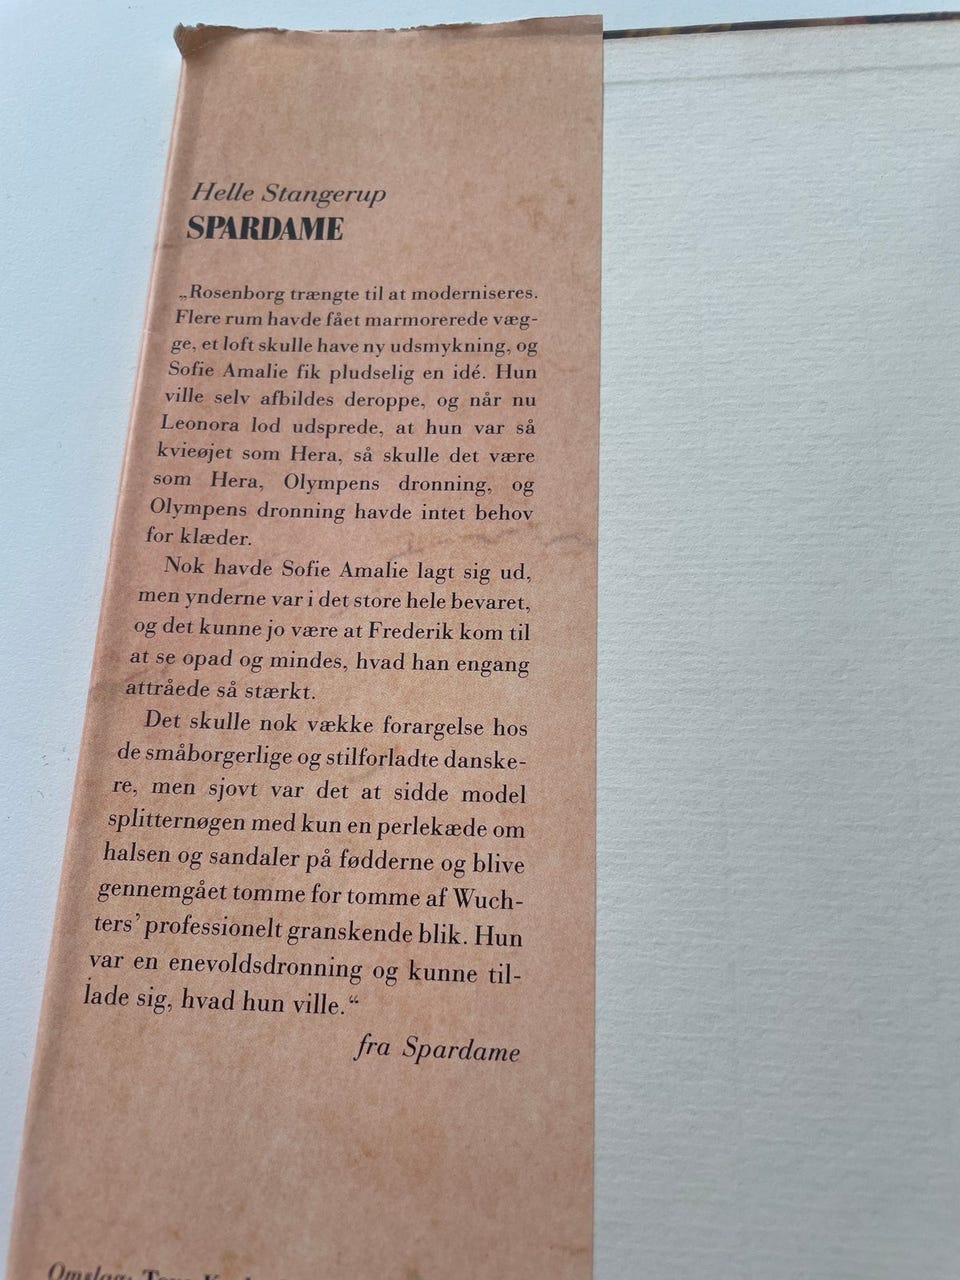 Helle Stangerup
SPARDAME
„Rosenborg trængte til at moderniseres.
Flere rum havde fået marmorerede væg-
ge, et loft skulle have ny udsmykning, og
Sofie Amalie fik pludselig en idé. Hun
ville selv afbildes deroppe, og når nu
Leonora lod udsprede, at hun var så
kvieøjet som Hera, så skulle det være
som Hera, Olympens dronning, og
Olympens dronning havde intet behov
for klæder.
Nok havde Sofie Amalie lagt sig ud,
men ynderne var i det store hele bevaret,
og det kunne jo være at Frederik kom til
at se opad og mindes, hvad han engang
attråede så stærkt.
Det skulle nok vække forargelse hos
de småborgerlige og stilforladte danske-
re, men sjovt var det at sidde model
splitternøgen med kun en perlekæde om
halsen og sandaler på fødderne og blive
gennemgået tomme for tomme af Wuch-
ters’ professionelt granskende blik. Hun
var en enevoldsdronning og kunne til-
lade sig, hvad hun ville.“
fra Spardame
Omslag: